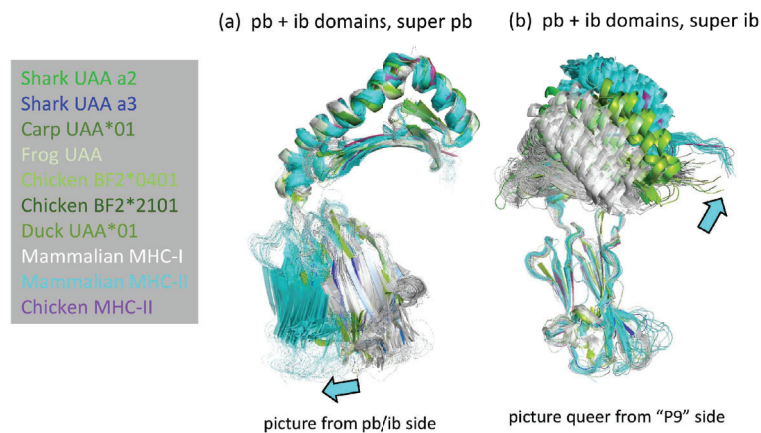 (a) pb + ib domains, super pb
(b) pb + ib domains, super ib
Shark UAA a2
Shark UAA a3
Carp UAA*01
Frog UAA
Chicken BF2*0401
Chicken BF2*2101
Duck UAA*01
Mammalian MHC-I
Mammalian MHC-II
Chicken MHC-II
picture from pb/ib side
picture queer from “P9” side